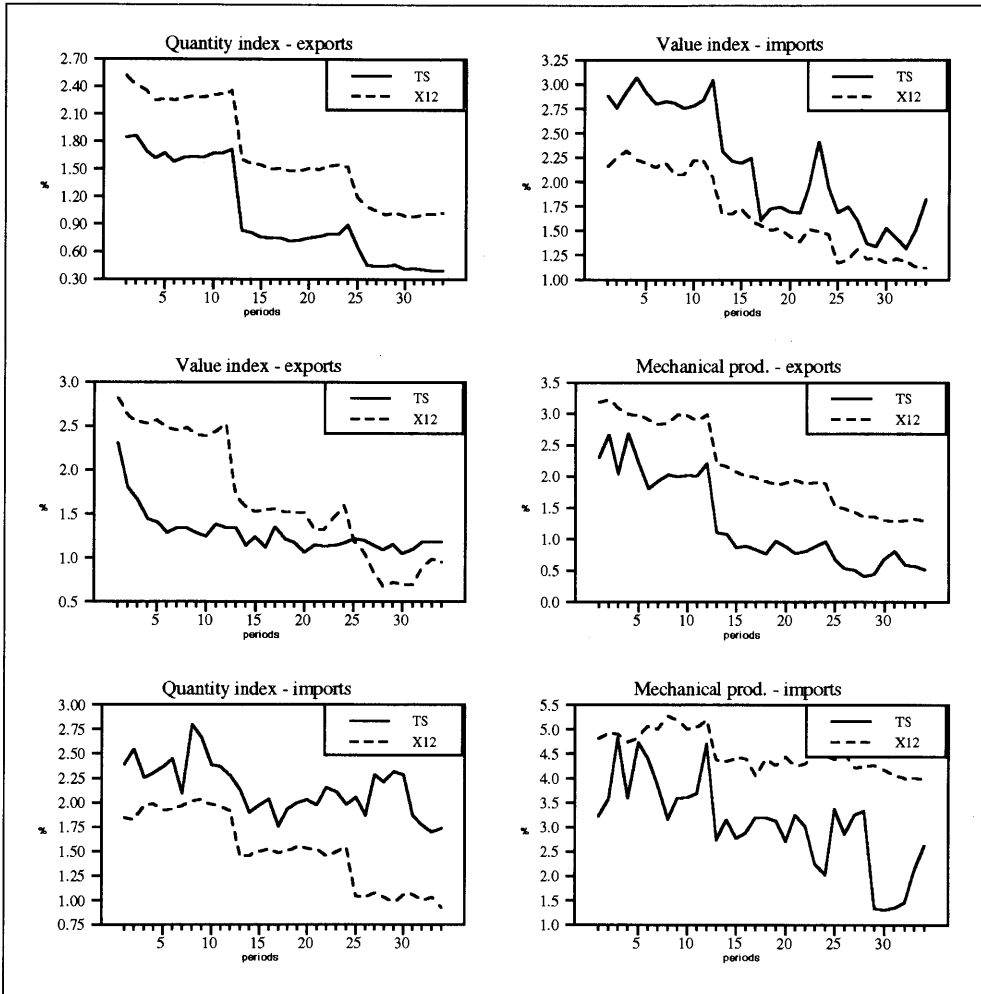 Quantity index - exports
2.70
2.40
2.10
1.80
1.50
1.20
0.90
0.60
0.30
%
TS
X12
5 10 15 20 25 30
periods
Value index - imports
3.25
3.00
2.75
2.50
2.25
2.00
1.75
1.50
1.25
1.00
%
TS
X12
5 10 15 20 25 30
periods
Value index - exports
3.0
2.5
2.0
1.5
1.0
0.5
%
TS
X12
5 10 15 20 25 30
periods
Mechanical prod. - exports
3.5
3.0
2.5
2.0
1.5
1.0
0.5
0.0
%
TS
X12
5 10 15 20 25 30
periods
Quantity index - imports
3.00
2.75
2.50
2.25
2.00
1.75
1.50
1.25
1.00
0.75
%
TS
X12
5 10 15 20 25 30
periods
Mechanical prod. - imports
5.5
5.0
4.5
4.0
3.5
3.0
2.5
2.0
1.5
1.0
%
TS
X12
5 10 15 20 25 30
periods